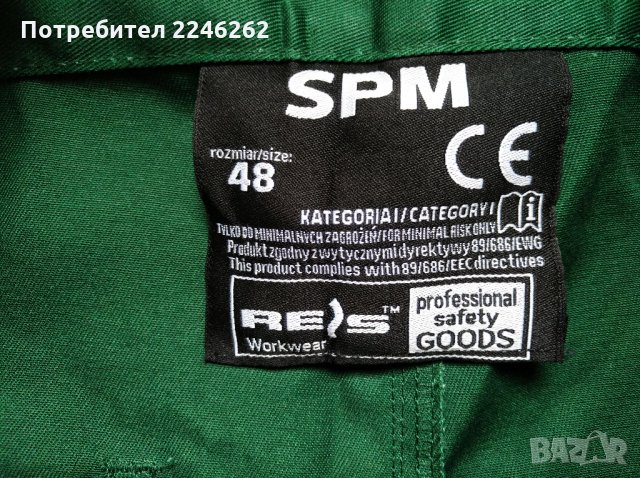 Потребител 2246262
SPM
rozmiar/size:
48
CE
KATEGORIA I / CATEGORY I
i
TYLKO DO MINIMALNYCH ZAGROŻEŃ/FOR MINIMAL RISK ONLY
Produkt zgodny z wytycznymi dyrektywy 89/686/EWG
This product complies with 89/686/EEC directives
REIS™
Workwear
professional
safety
GOODS
BAZAR